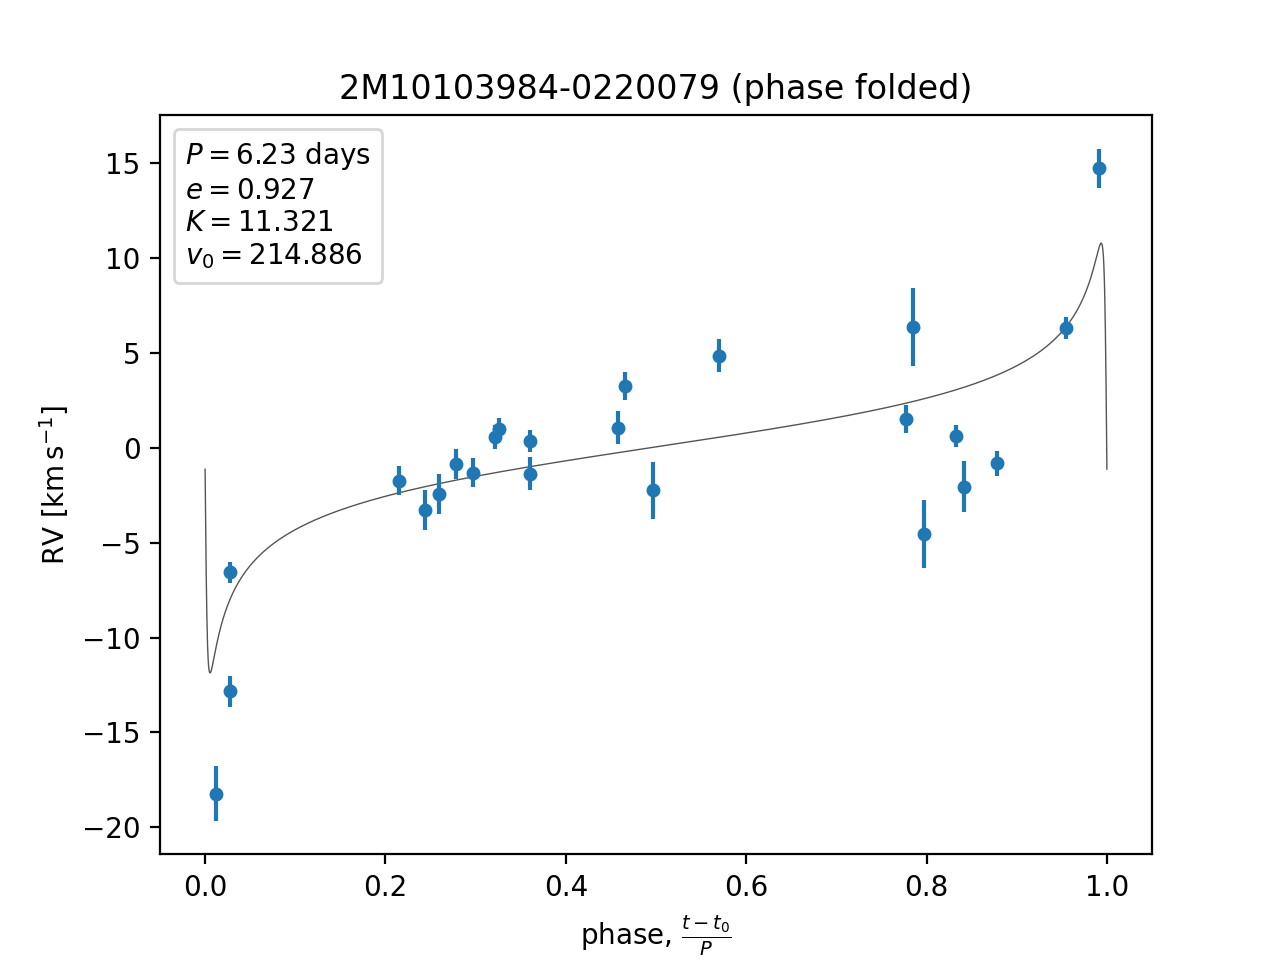 2M10103984-0220079 (phase folded)
P = 6.23 days
e = 0.927
K = 11.321
v₀ = 214.886
15
10
5
0
−5
−10
−15
−20
RV [km s⁻¹]
0.0 0.2 0.4 0.6 0.8 1.0
phase, (t − t₀)/P